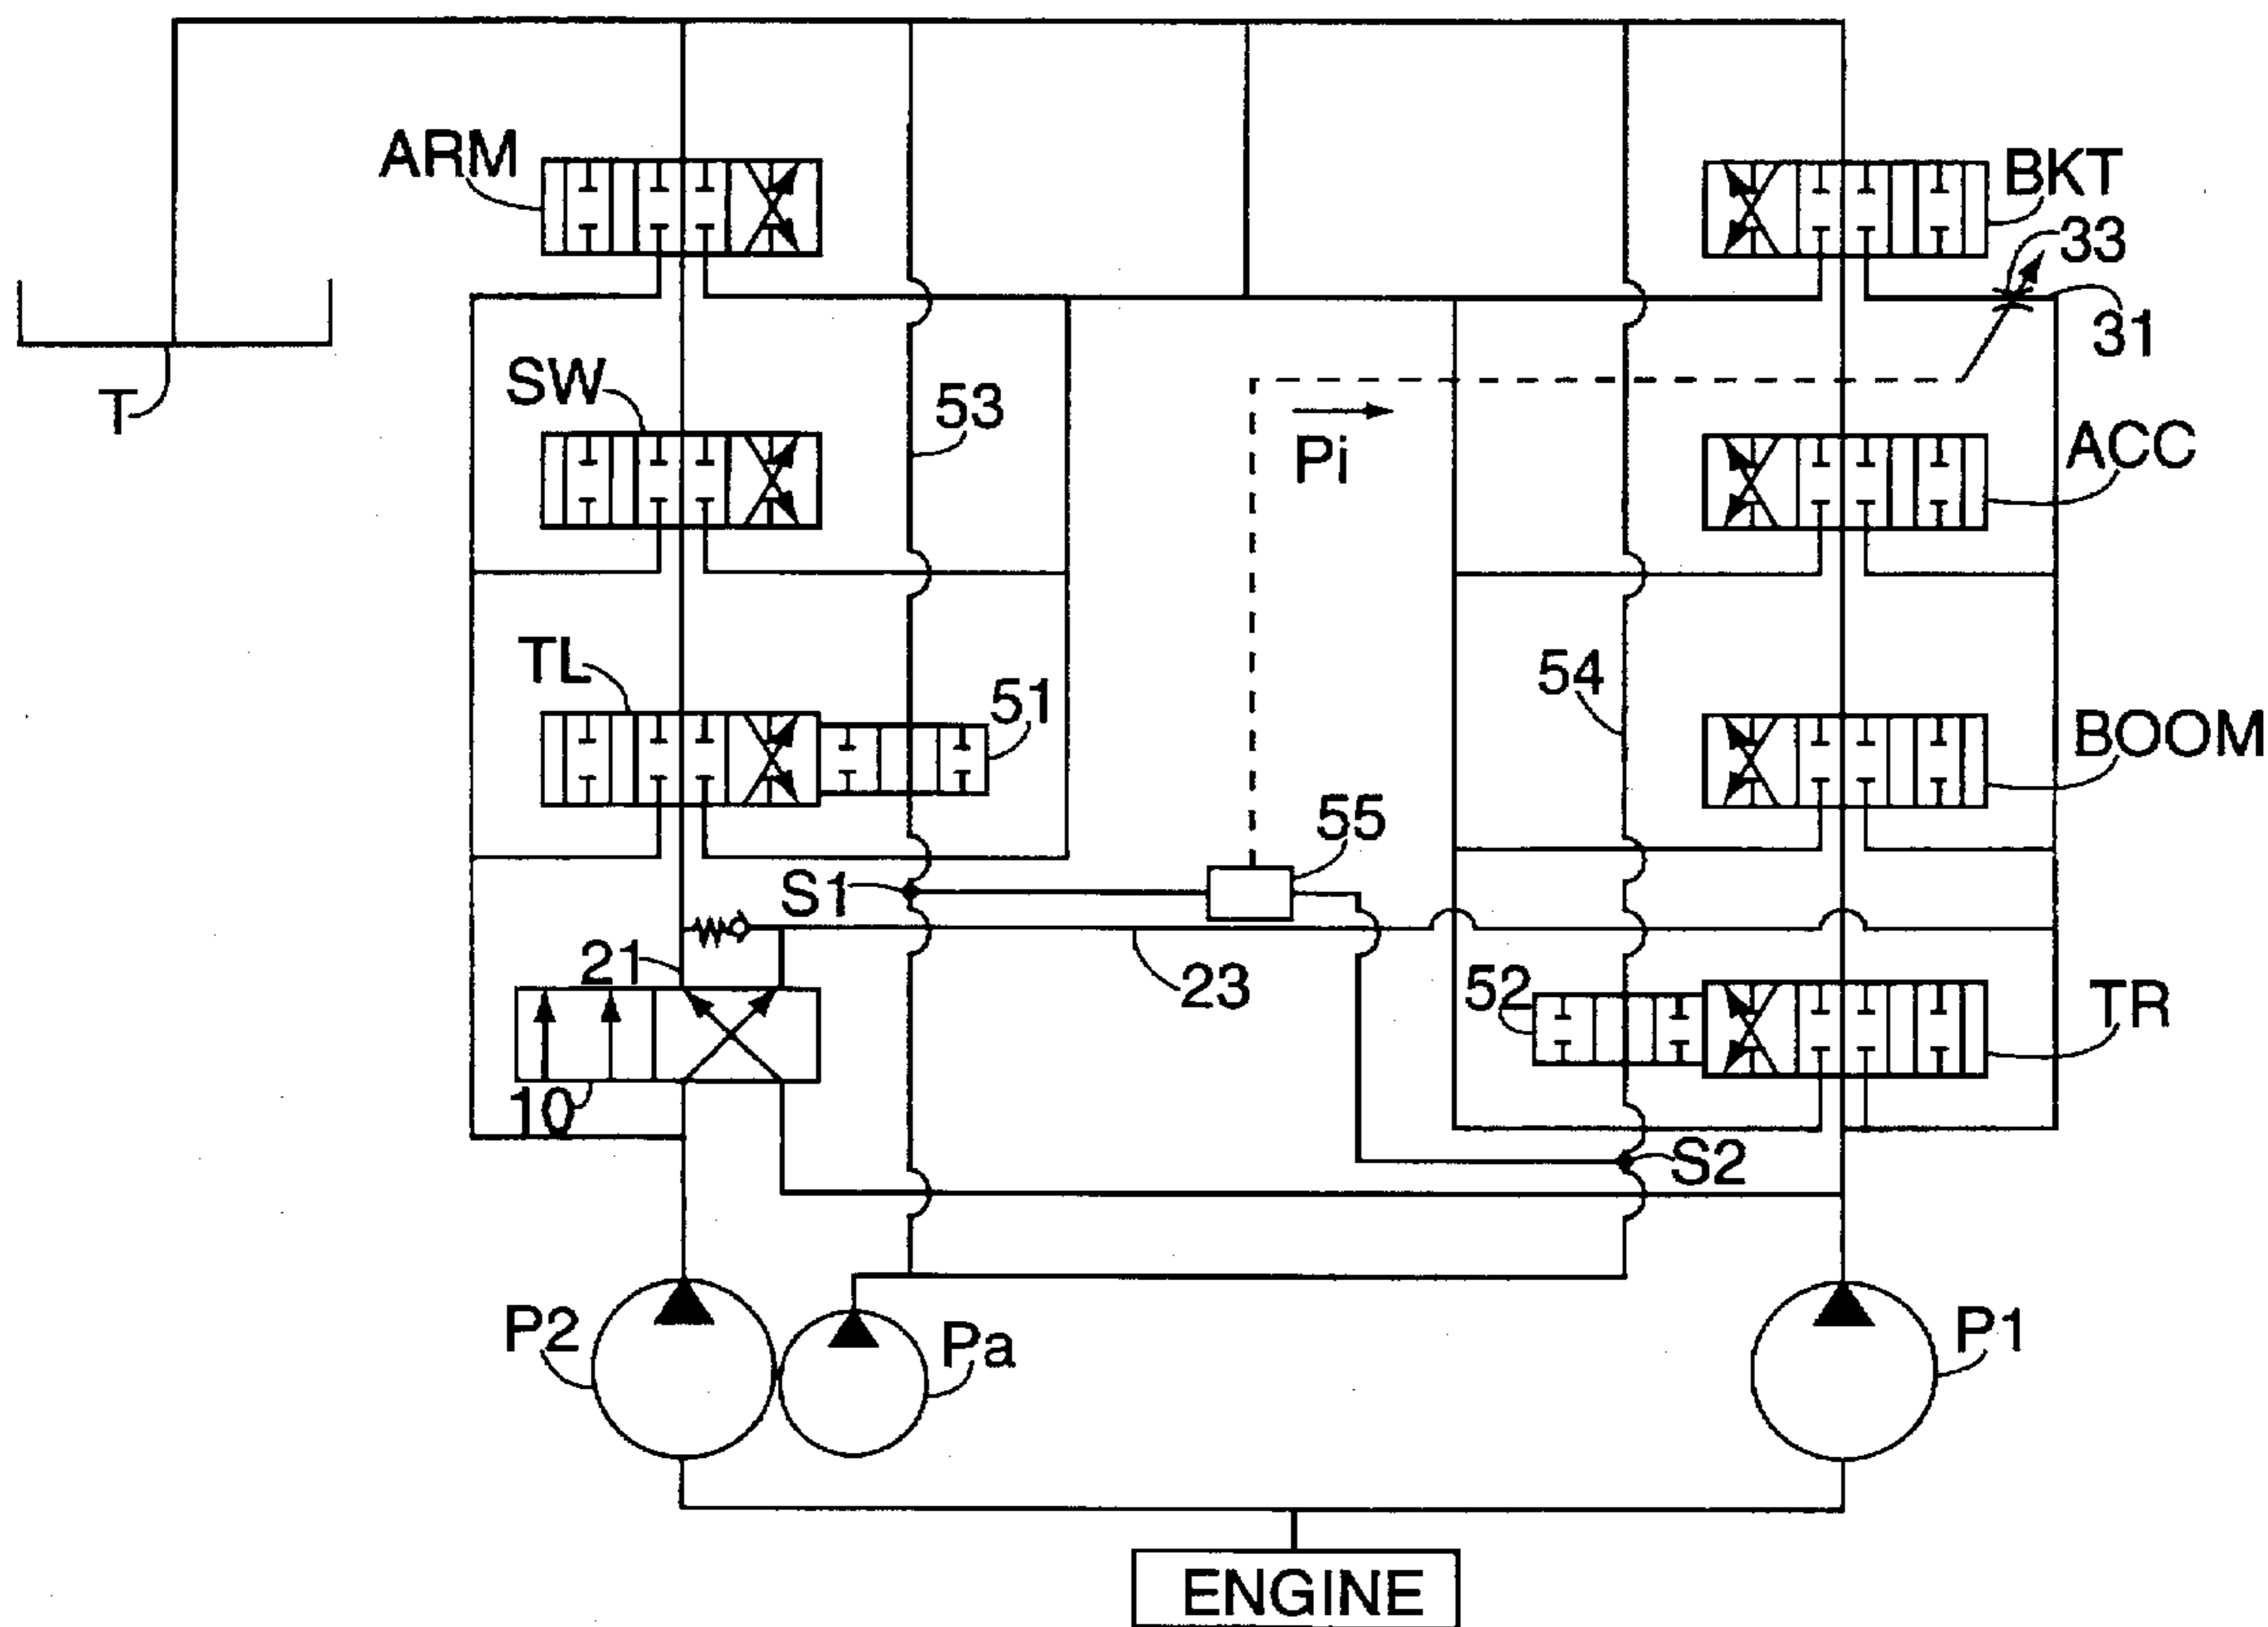 ARM
BKT
33
31
T
SW
53
Pi
ACC
TL
51
54
BOOM
55
S1
21
23
52
TR
10
S2
P2
Pa
P1
ENGINE